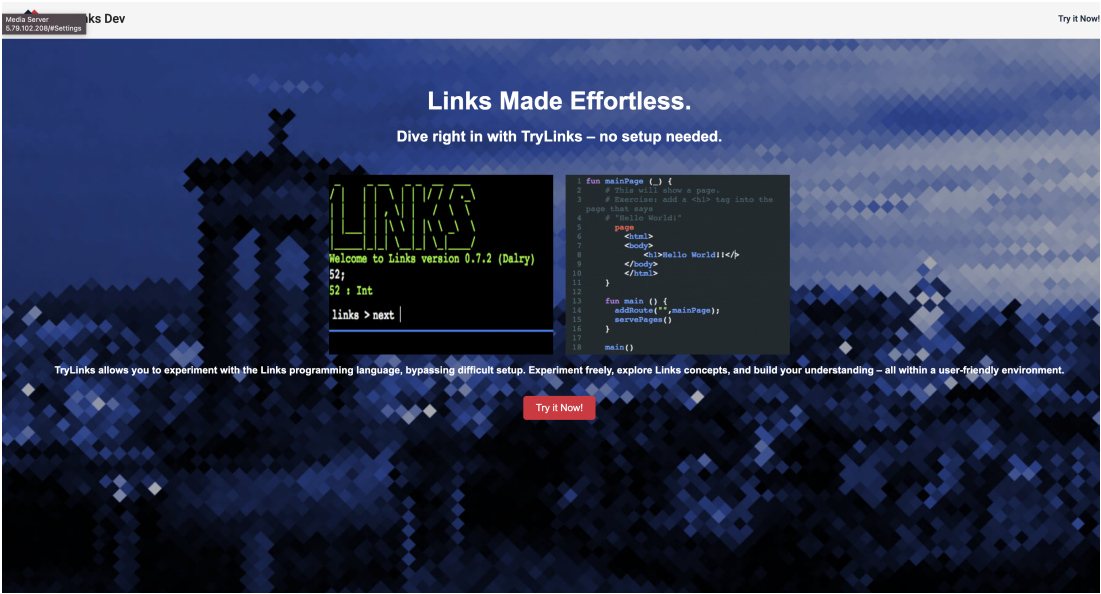 Media Server
5.79.102.208/#Settings
ks Dev
Try it Now!
Links Made Effortless.
Dive right in with TryLinks – no setup needed.
LINKS
Welcome to Links version 0.7.2 (Dalry)
52;
52 : Int
links > next
1 fun mainPage (_) {
2 # This will show a page.
3 # Exercise: add a <h1> tag into the
page that says
4 # "Hello World!"
5 page
6 <html>
7 <body>
8 <h1>Hello World!!</>
9 </body>
10 </html>
11 }
12
13 fun main () {
14 addRoute("",mainPage);
15 servePages()
16 }
17
18 main()
TryLinks allows you to experiment with the Links programming language, bypassing difficult setup. Experiment freely, explore Links concepts, and build your understanding – all within a user-friendly environment.
Try it Now!